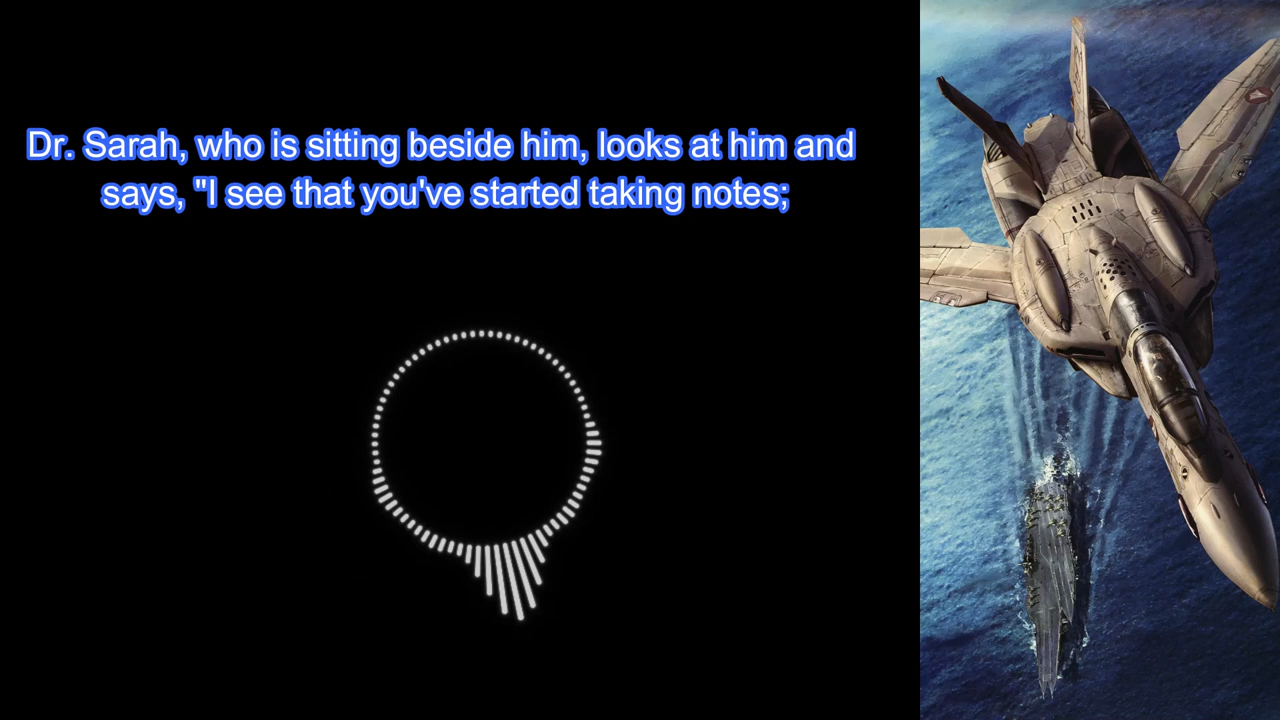 Dr. Sarah, who is sitting beside him, looks at him and
says, "I see that you've started taking notes;